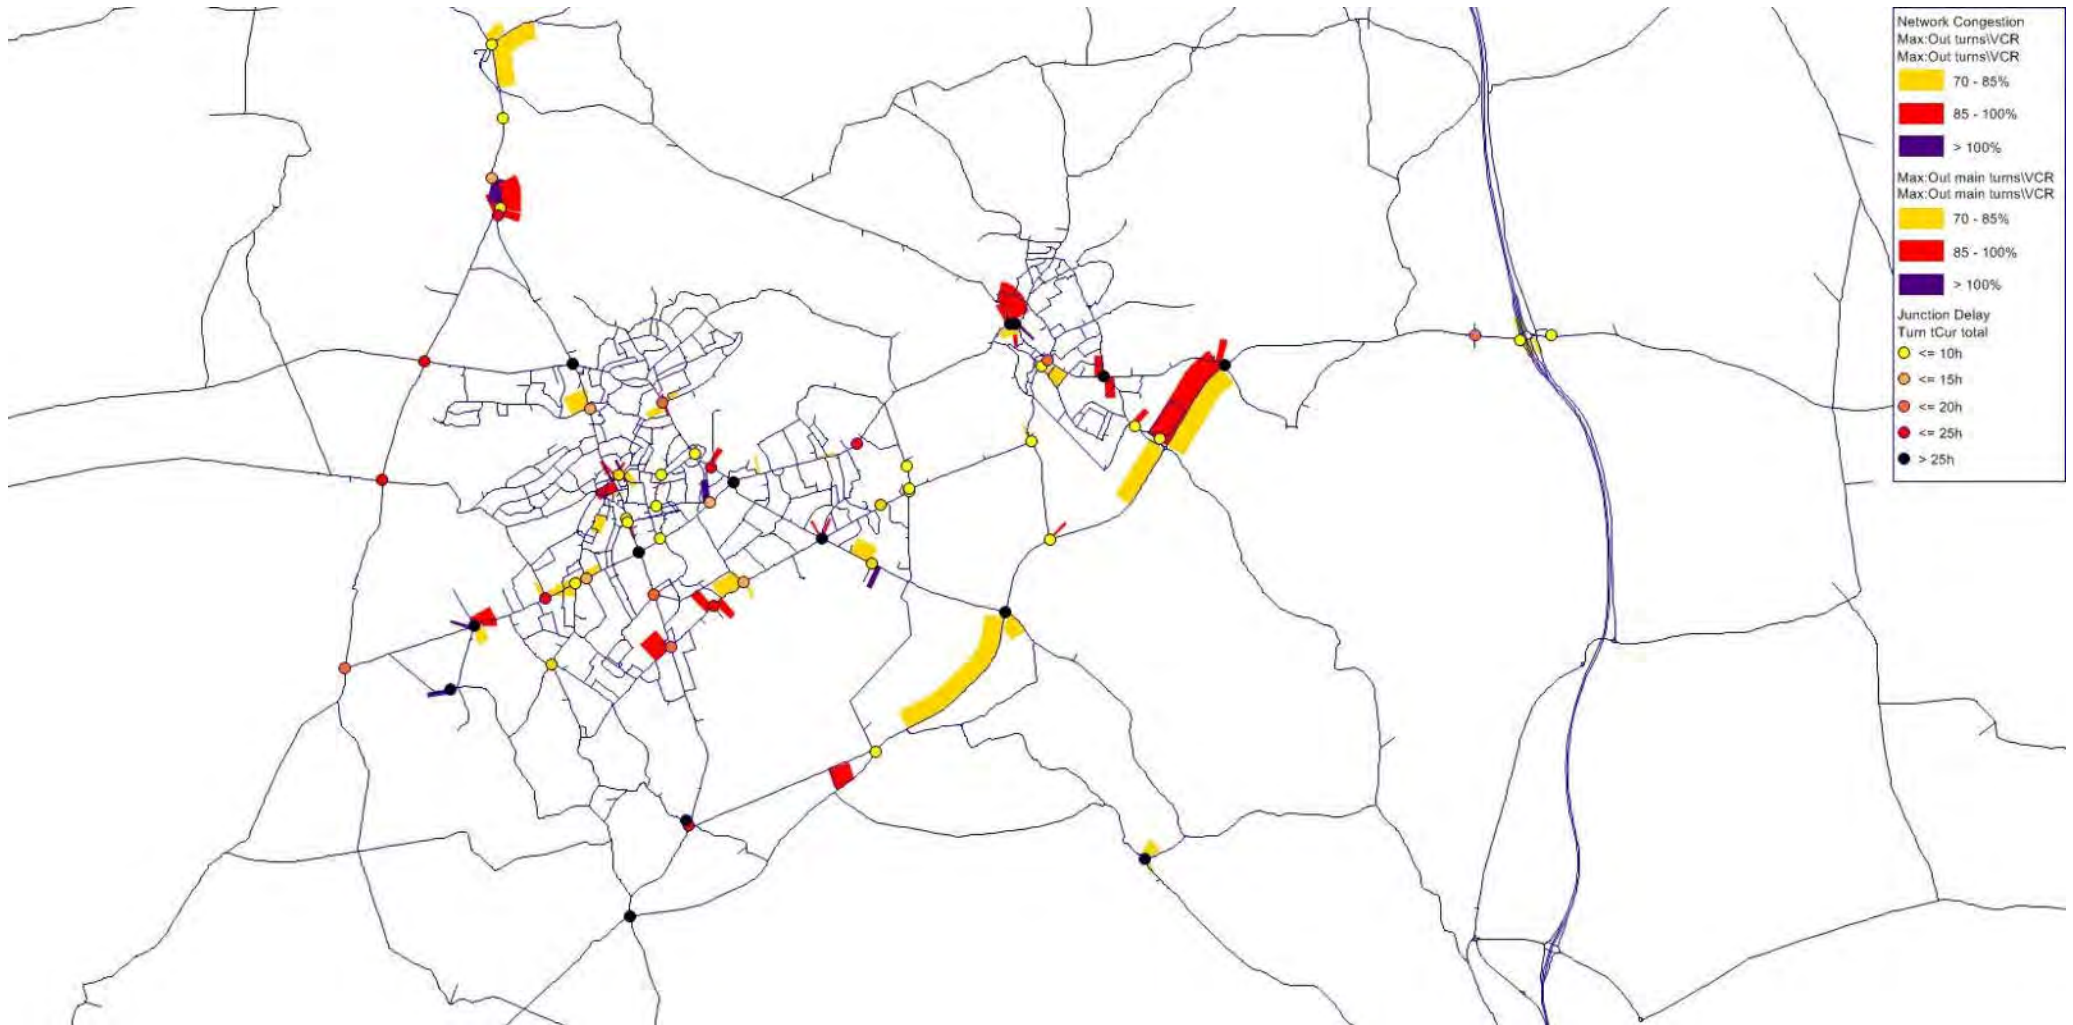 Network Congestion
Max:Out turns\VCR
Max:Out turns\VCR
70 - 85%
85 - 100%
> 100%
Max:Out main turns\VCR
Max:Out main turns\VCR
70 - 85%
85 - 100%
> 100%
Junction Delay
Turn tCur total
<= 10h
<= 15h
<= 20h
<= 25h
> 25h